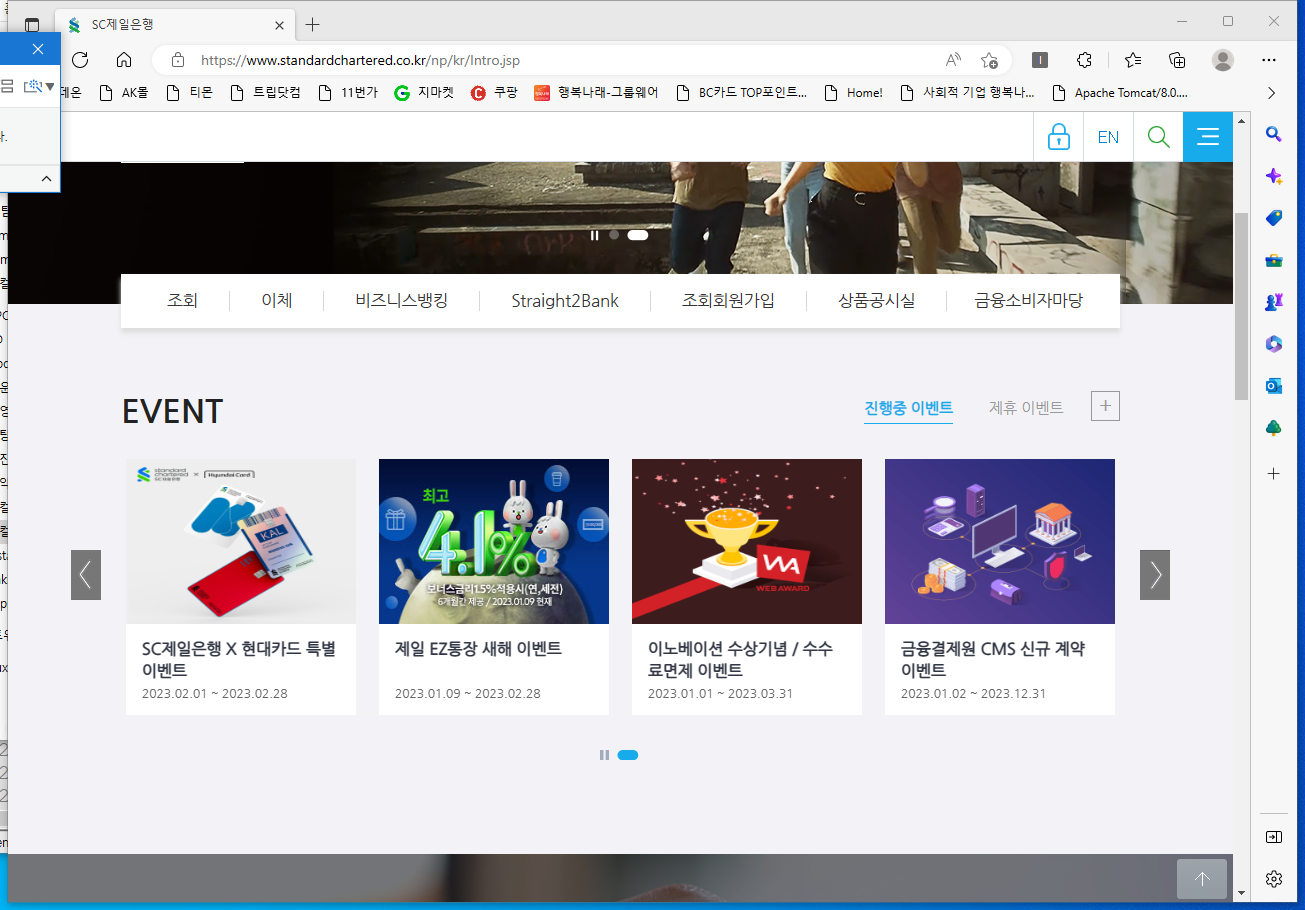 SC제일은행
https://www.standardchartered.co.kr/np/kr/Intro.jsp
데온 AK몰 티몬 트립닷컴 11번가 지마켓 쿠팡 행복나래-그룹웨어 BC카드 TOP포인트... Home! 사회적 기업 행복나... Apache Tomcat/8.0....
EN
조회 이체 비즈니스뱅킹 Straight2Bank 조회회원가입 상품공시실 금융소비자마당
EVENT
진행중 이벤트 제휴 이벤트
standard chartered SC제일은행 × HyundaiCard
KAL
SC제일은행 X 현대카드 특별
이벤트
2023.02.01 ~ 2023.02.28
최고
4.1%
보너스금리1.5%적용시(연,세전)
6개월간 제공 / 2023.01.09 현재
제일 EZ통장 새해 이벤트
2023.01.09 ~ 2023.02.28
WA
WEB AWARD
이노베이션 수상기념 / 수수
료면제 이벤트
2023.01.01 ~ 2023.03.31
금융결제원 CMS 신규 계약
이벤트
2023.01.02 ~ 2023.12.31